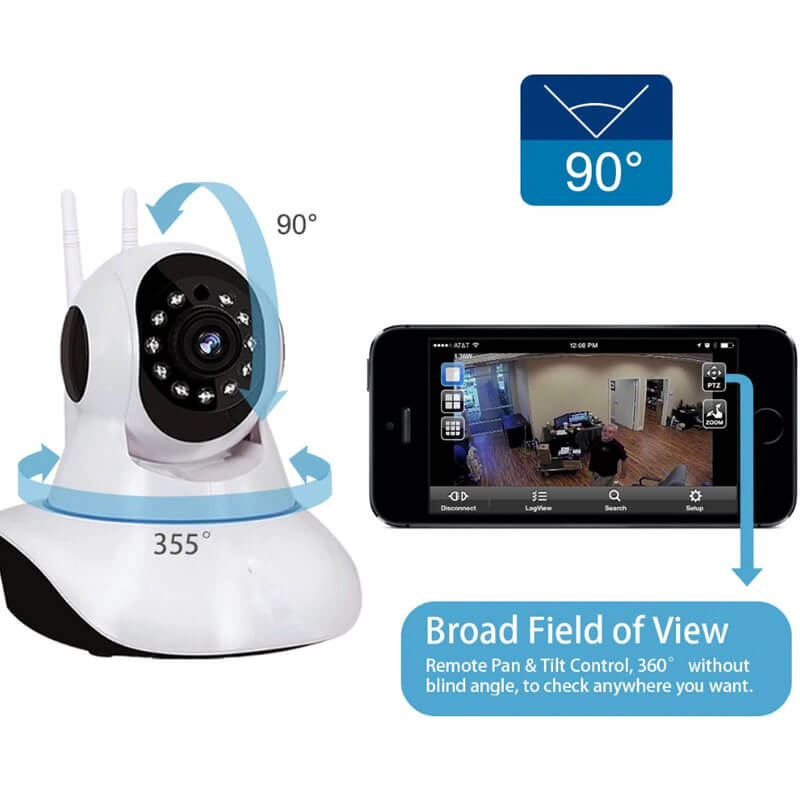 90°
90°
355°
AT&T
12:08 PM
L36W
PTZ
ZOOM
Disconnect
LogView
Search
Setup
Broad Field of View
Remote Pan & Tilt Control, 360° without
blind angle, to check anywhere you want.